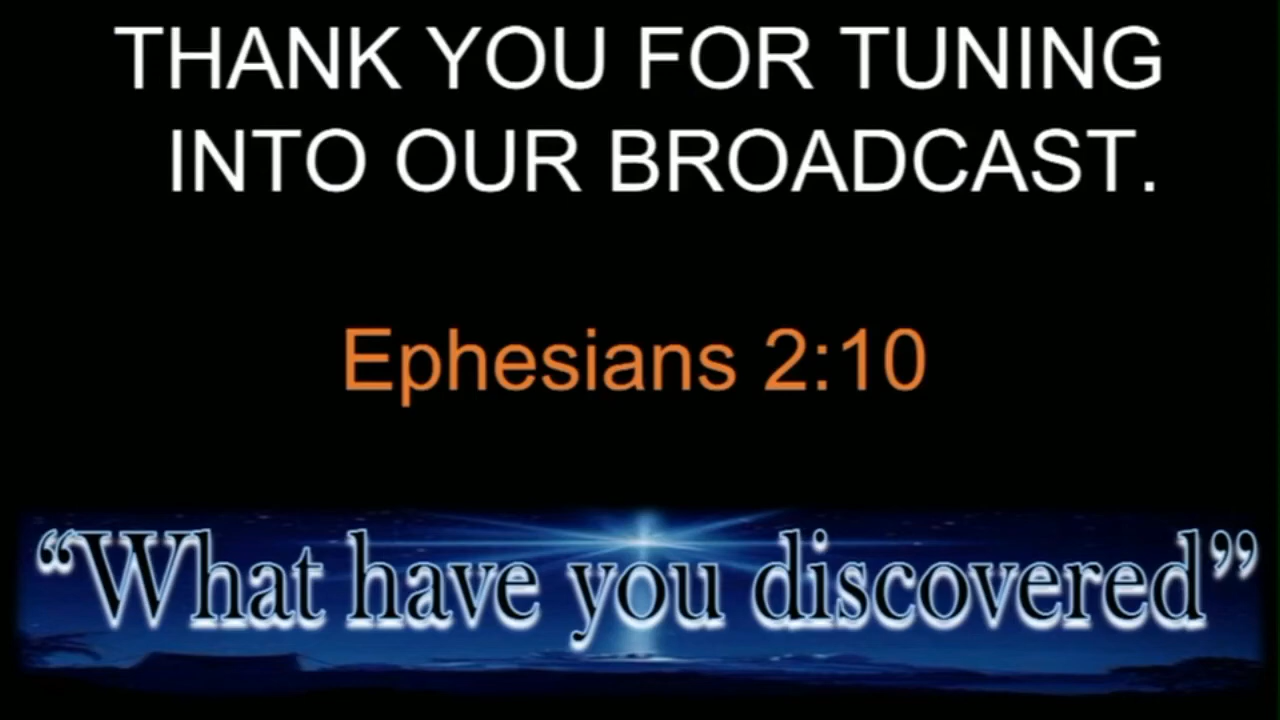 THANK YOU FOR TUNING
INTO OUR BROADCAST.
Ephesians 2:10
“What have you discovered”